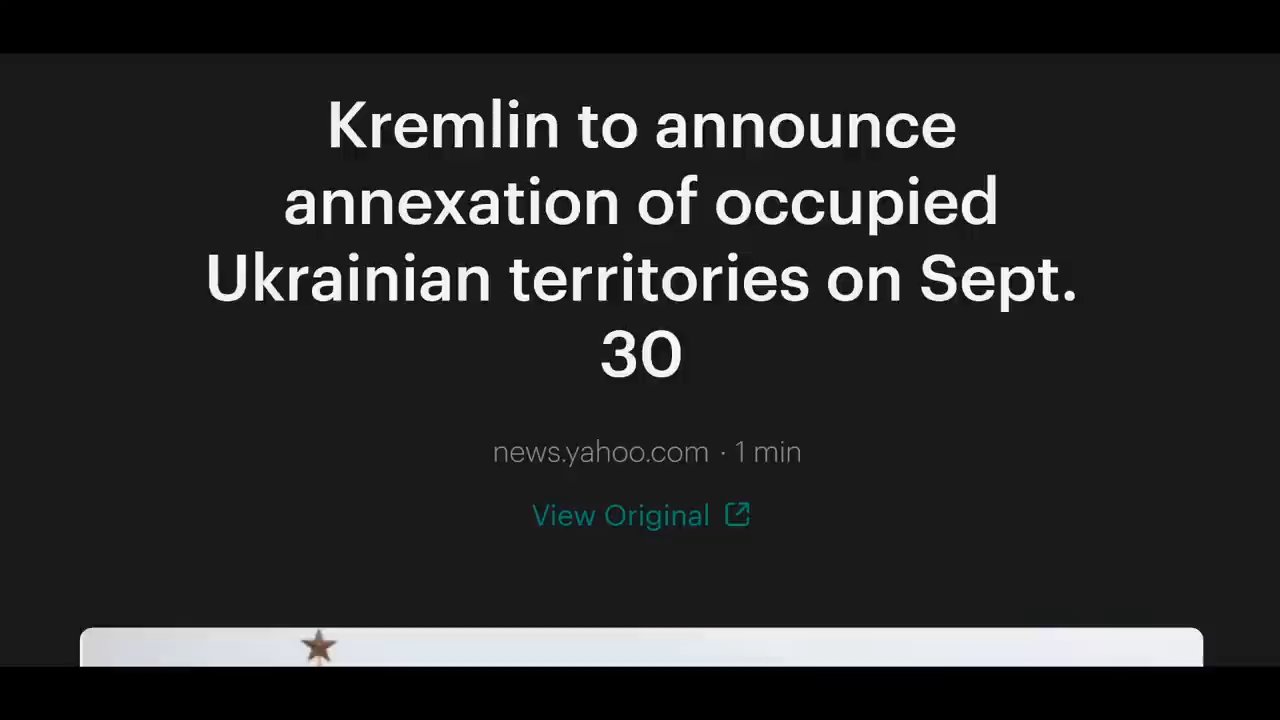 Kremlin to announce
annexation of occupied
Ukrainian territories on Sept.
30
news.yahoo.com · 1 min
View Original